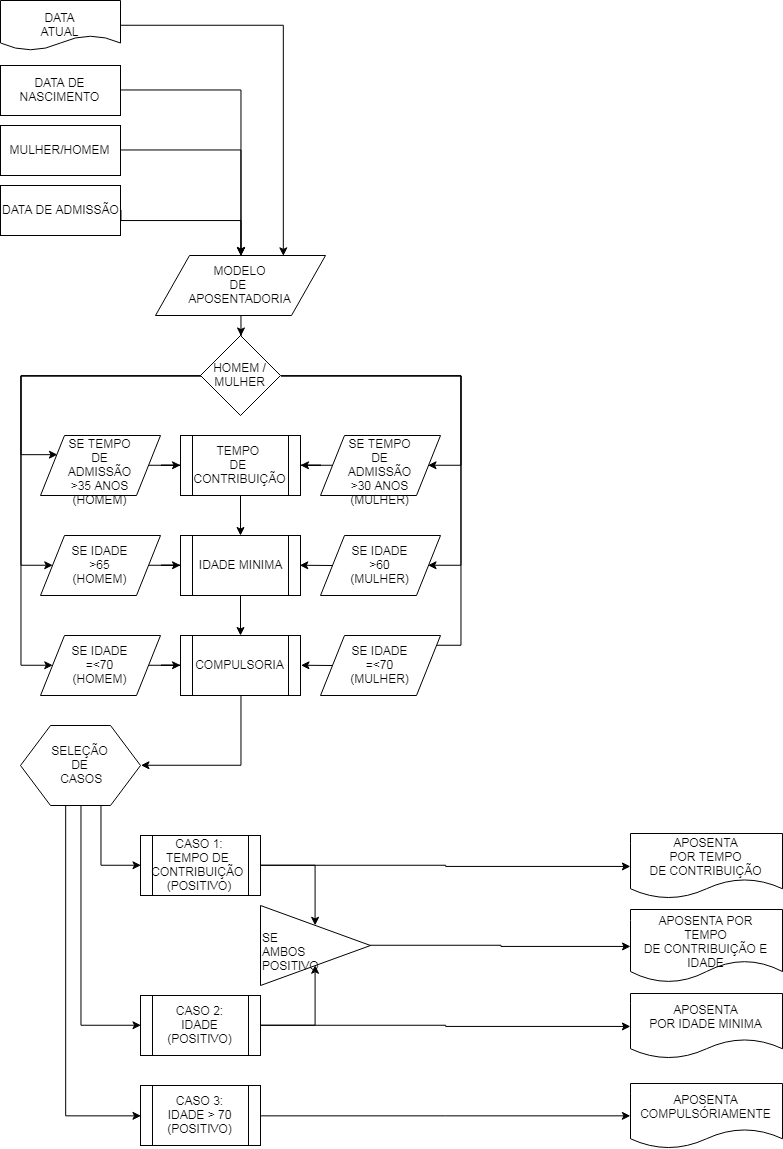 DATA
ATUAL
DATA DE
NASCIMENTO
MULHER/HOMEM
DATA DE ADMISSÃO
MODELO
DE
APOSENTADORIA
HOMEM /
MULHER
SE TEMPO
DE
ADMISSÃO
>35 ANOS
(HOMEM)
TEMPO
DE
CONTRIBUIÇÃO
SE TEMPO
DE
ADMISSÃO
>30 ANOS
(MULHER)
SE IDADE
>65
(HOMEM)
IDADE MINIMA
SE IDADE
>60
(MULHER)
SE IDADE
=<70
(HOMEM)
COMPULSORIA
SE IDADE
=<70
(MULHER)
SELEÇÃO
DE
CASOS
CASO 1:
TEMPO DE
CONTRIBUIÇÃO
(POSITIVO)
APOSENTA
POR TEMPO
DE CONTRIBUIÇÃO
SE
AMBOS
POSITIVO
APOSENTA POR
TEMPO
DE CONTRIBUIÇÃO E
IDADE
CASO 2:
IDADE
(POSITIVO)
APOSENTA
POR IDADE MINIMA
CASO 3:
IDADE > 70
(POSITIVO)
APOSENTA
COMPULSÓRIAMENTE